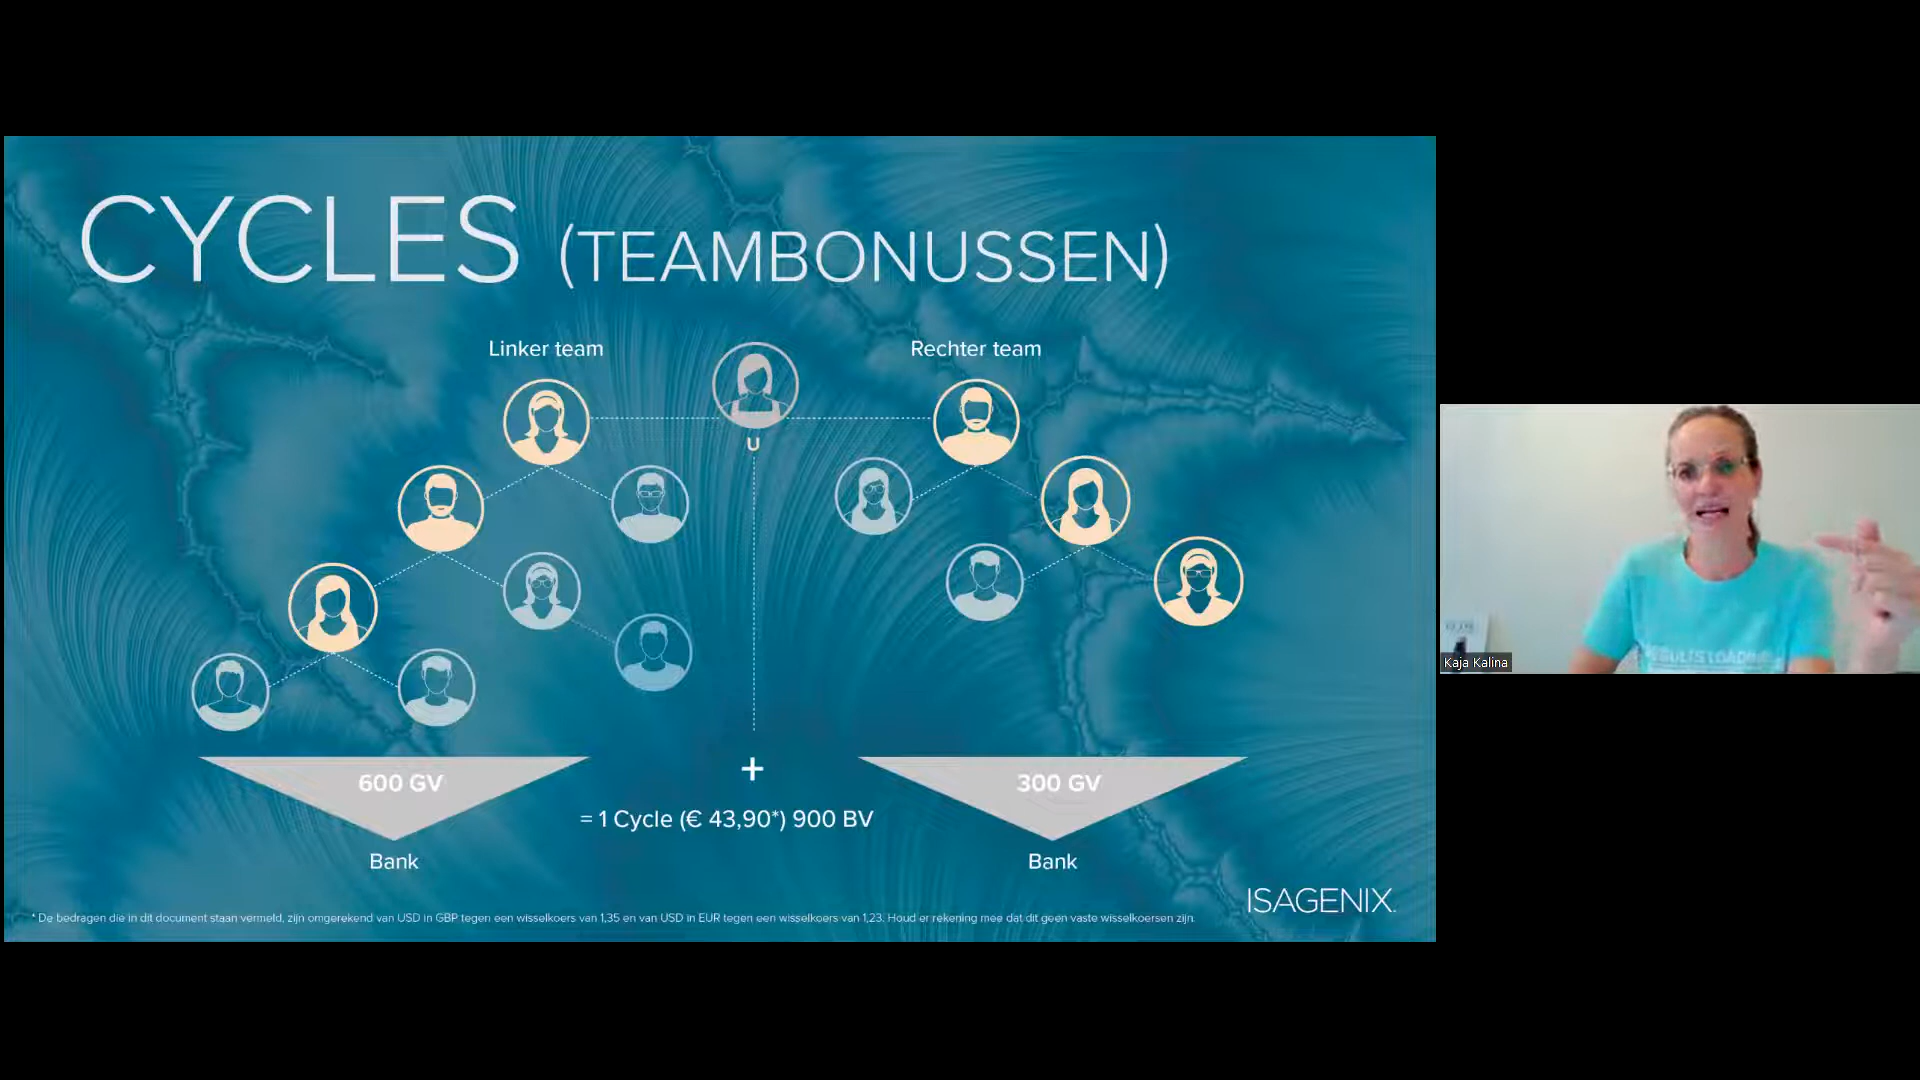 CYCLES (TEAMBONUSSEN)
Linker team
Rechter team
U
600 GV
+
300 GV
= 1 Cycle (€ 43,90*) 900 BV
Bank
Bank
ISAGENIX.
* De bedragen die in dit document staan vermeld, zijn omgerekend van USD in GBP tegen een wisselkoers van 1,35 en van USD in EUR tegen een wisselkoers van 1,23. Houd er rekening mee dat dit geen vaste wisselkoersen zijn.
RESULTS LOADING
Kaja Kalina